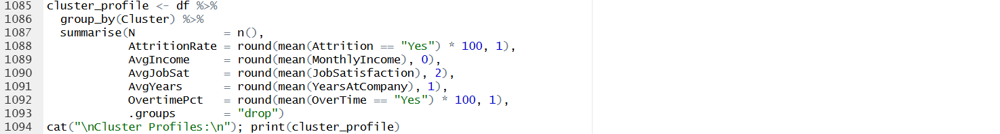 1085 cluster_profile <- df %>%
1086   group_by(Cluster) %>%
1087   summarise(N             = n(),
1088             AttritionRate = round(mean(Attrition == "Yes") * 100, 1),
1089             AvgIncome     = round(mean(MonthlyIncome), 0),
1090             AvgJobSat     = round(mean(JobSatisfaction), 2),
1091             AvgYears      = round(mean(YearsAtCompany), 1),
1092             OvertimePct   = round(mean(OverTime == "Yes") * 100, 1),
1093             .groups       = "drop")
1094 cat("\nCluster Profiles:\n"); print(cluster_profile)